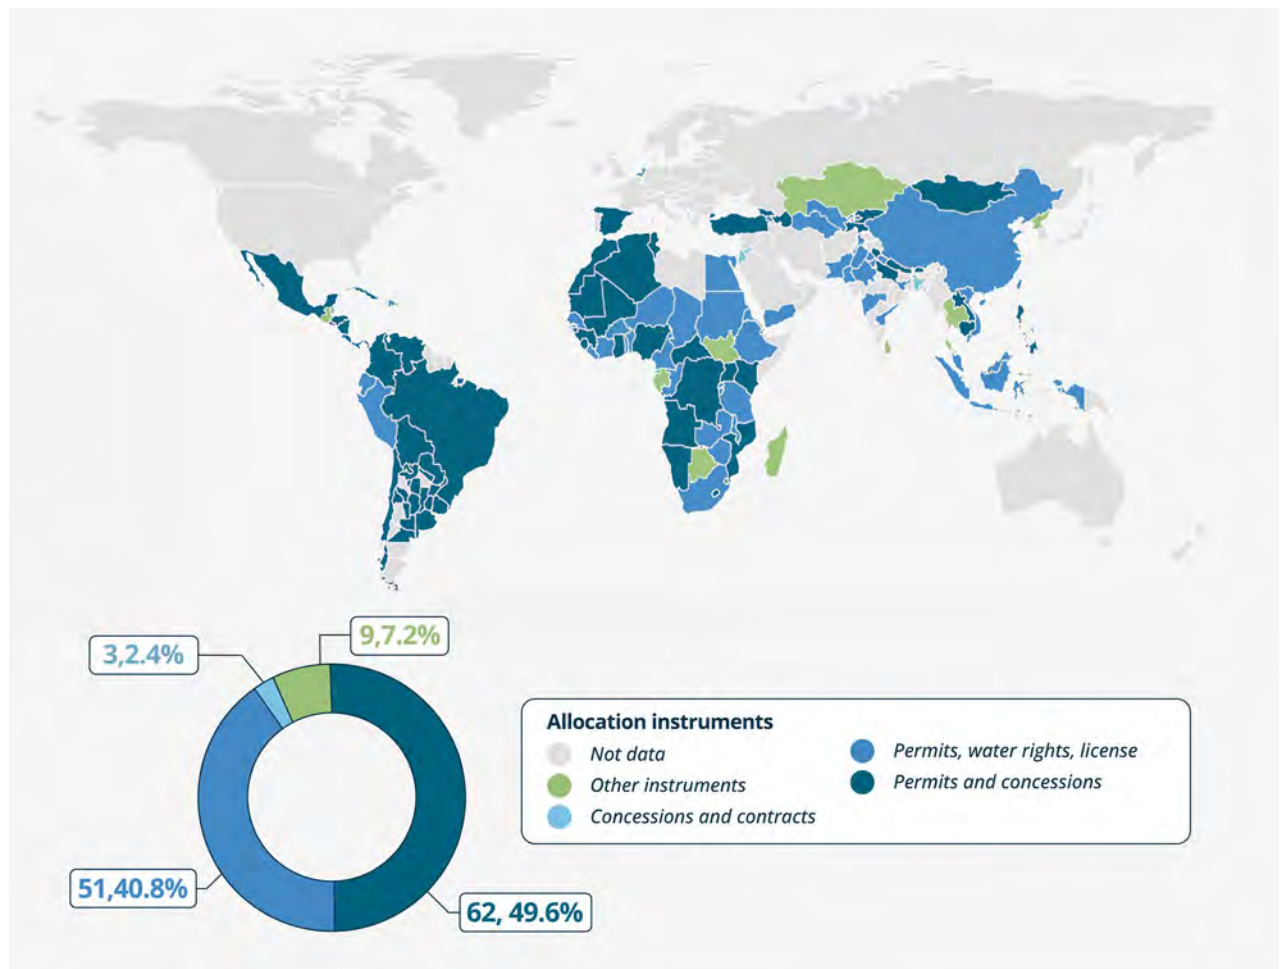 9,7.2%
3,2.4%
51,40.8%
62, 49.6%
Allocation instruments
Not data
Other instruments
Concessions and contracts
Permits, water rights, license
Permits and concessions